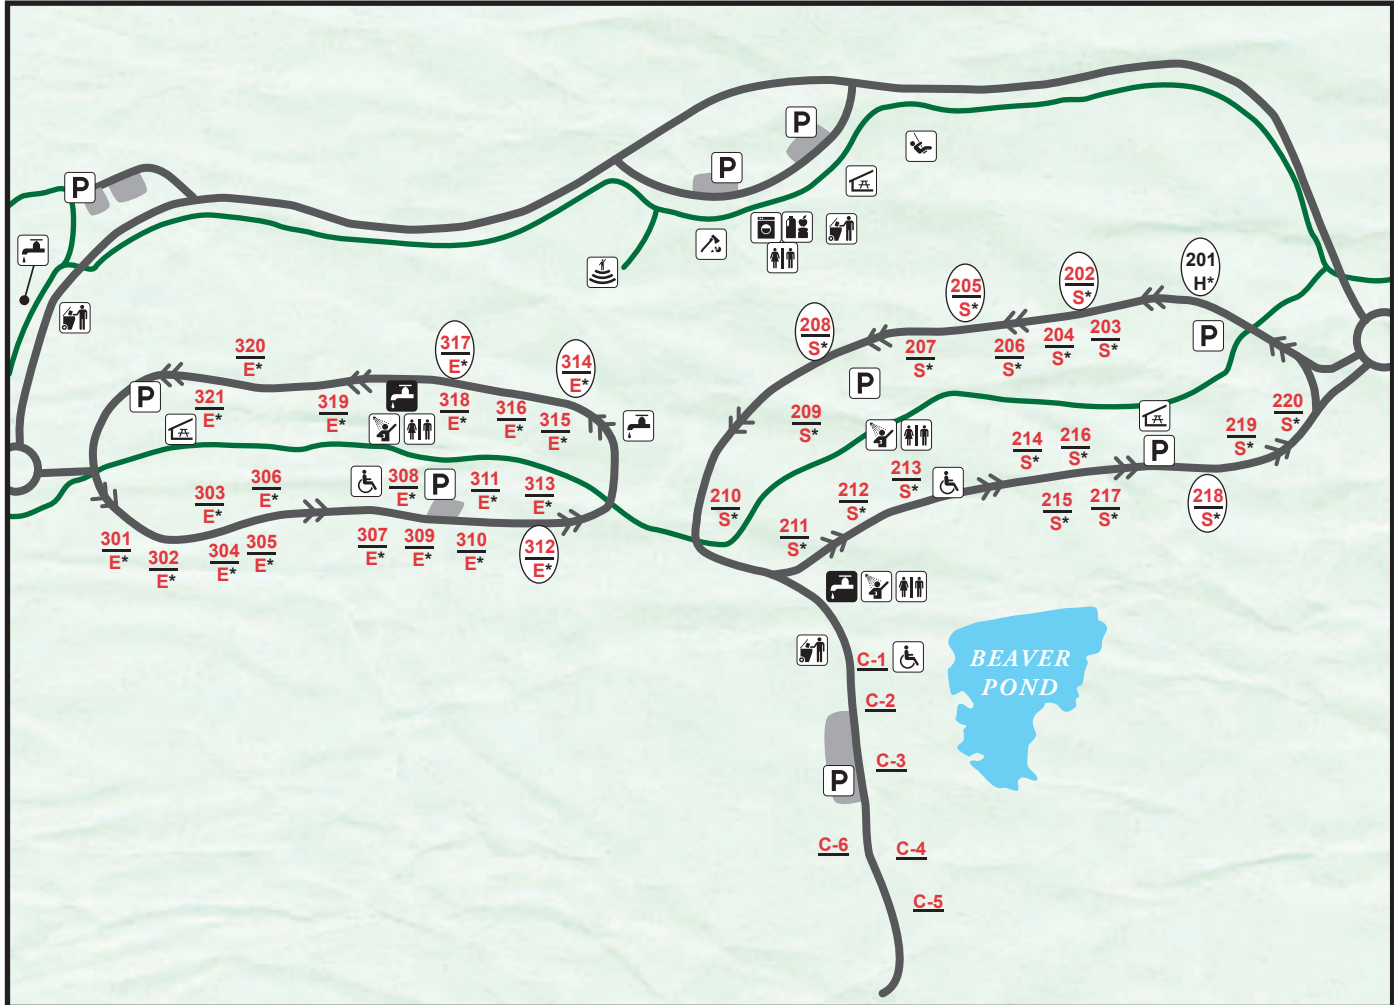 P
P
P
201
H*
202
S*
205
S*
208
S*
203
S*
204
S*
206
S*
207
S*
P
317
E*
320
E*
314
E*
P
P
321
E*
319
E*
318
E*
316
E*
315
E*
209
S*
220
S*
219
S*
216
S*
214
S*
P
213
S*
308
E*
P
311
E*
313
E*
306
E*
303
E*
212
S*
210
S*
215
S*
217
S*
218
S*
211
S*
301
E*
302
E*
304
E*
305
E*
307
E*
309
E*
310
E*
312
E*
C-1
BEAVER
POND
C-2
C-3
P
C-6
C-4
C-5